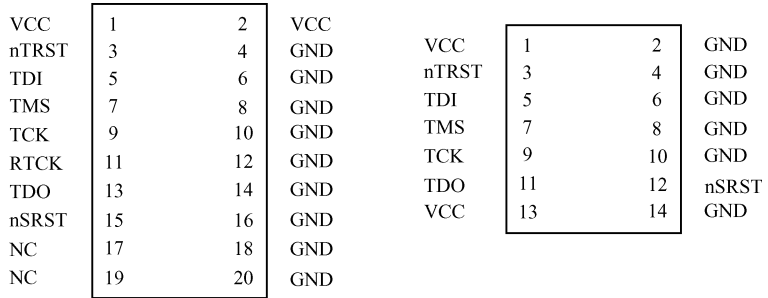 VCC 1 2 VCC
nTRST 3 4 GND
TDI 5 6 GND
TMS 7 8 GND
TCK 9 10 GND
RTCK 11 12 GND
TDO 13 14 GND
nSRST 15 16 GND
NC 17 18 GND
NC 19 20 GND
VCC 1 2 GND
nTRST 3 4 GND
TDI 5 6 GND
TMS 7 8 GND
TCK 9 10 GND
TDO 11 12 nSRST
VCC 13 14 GND